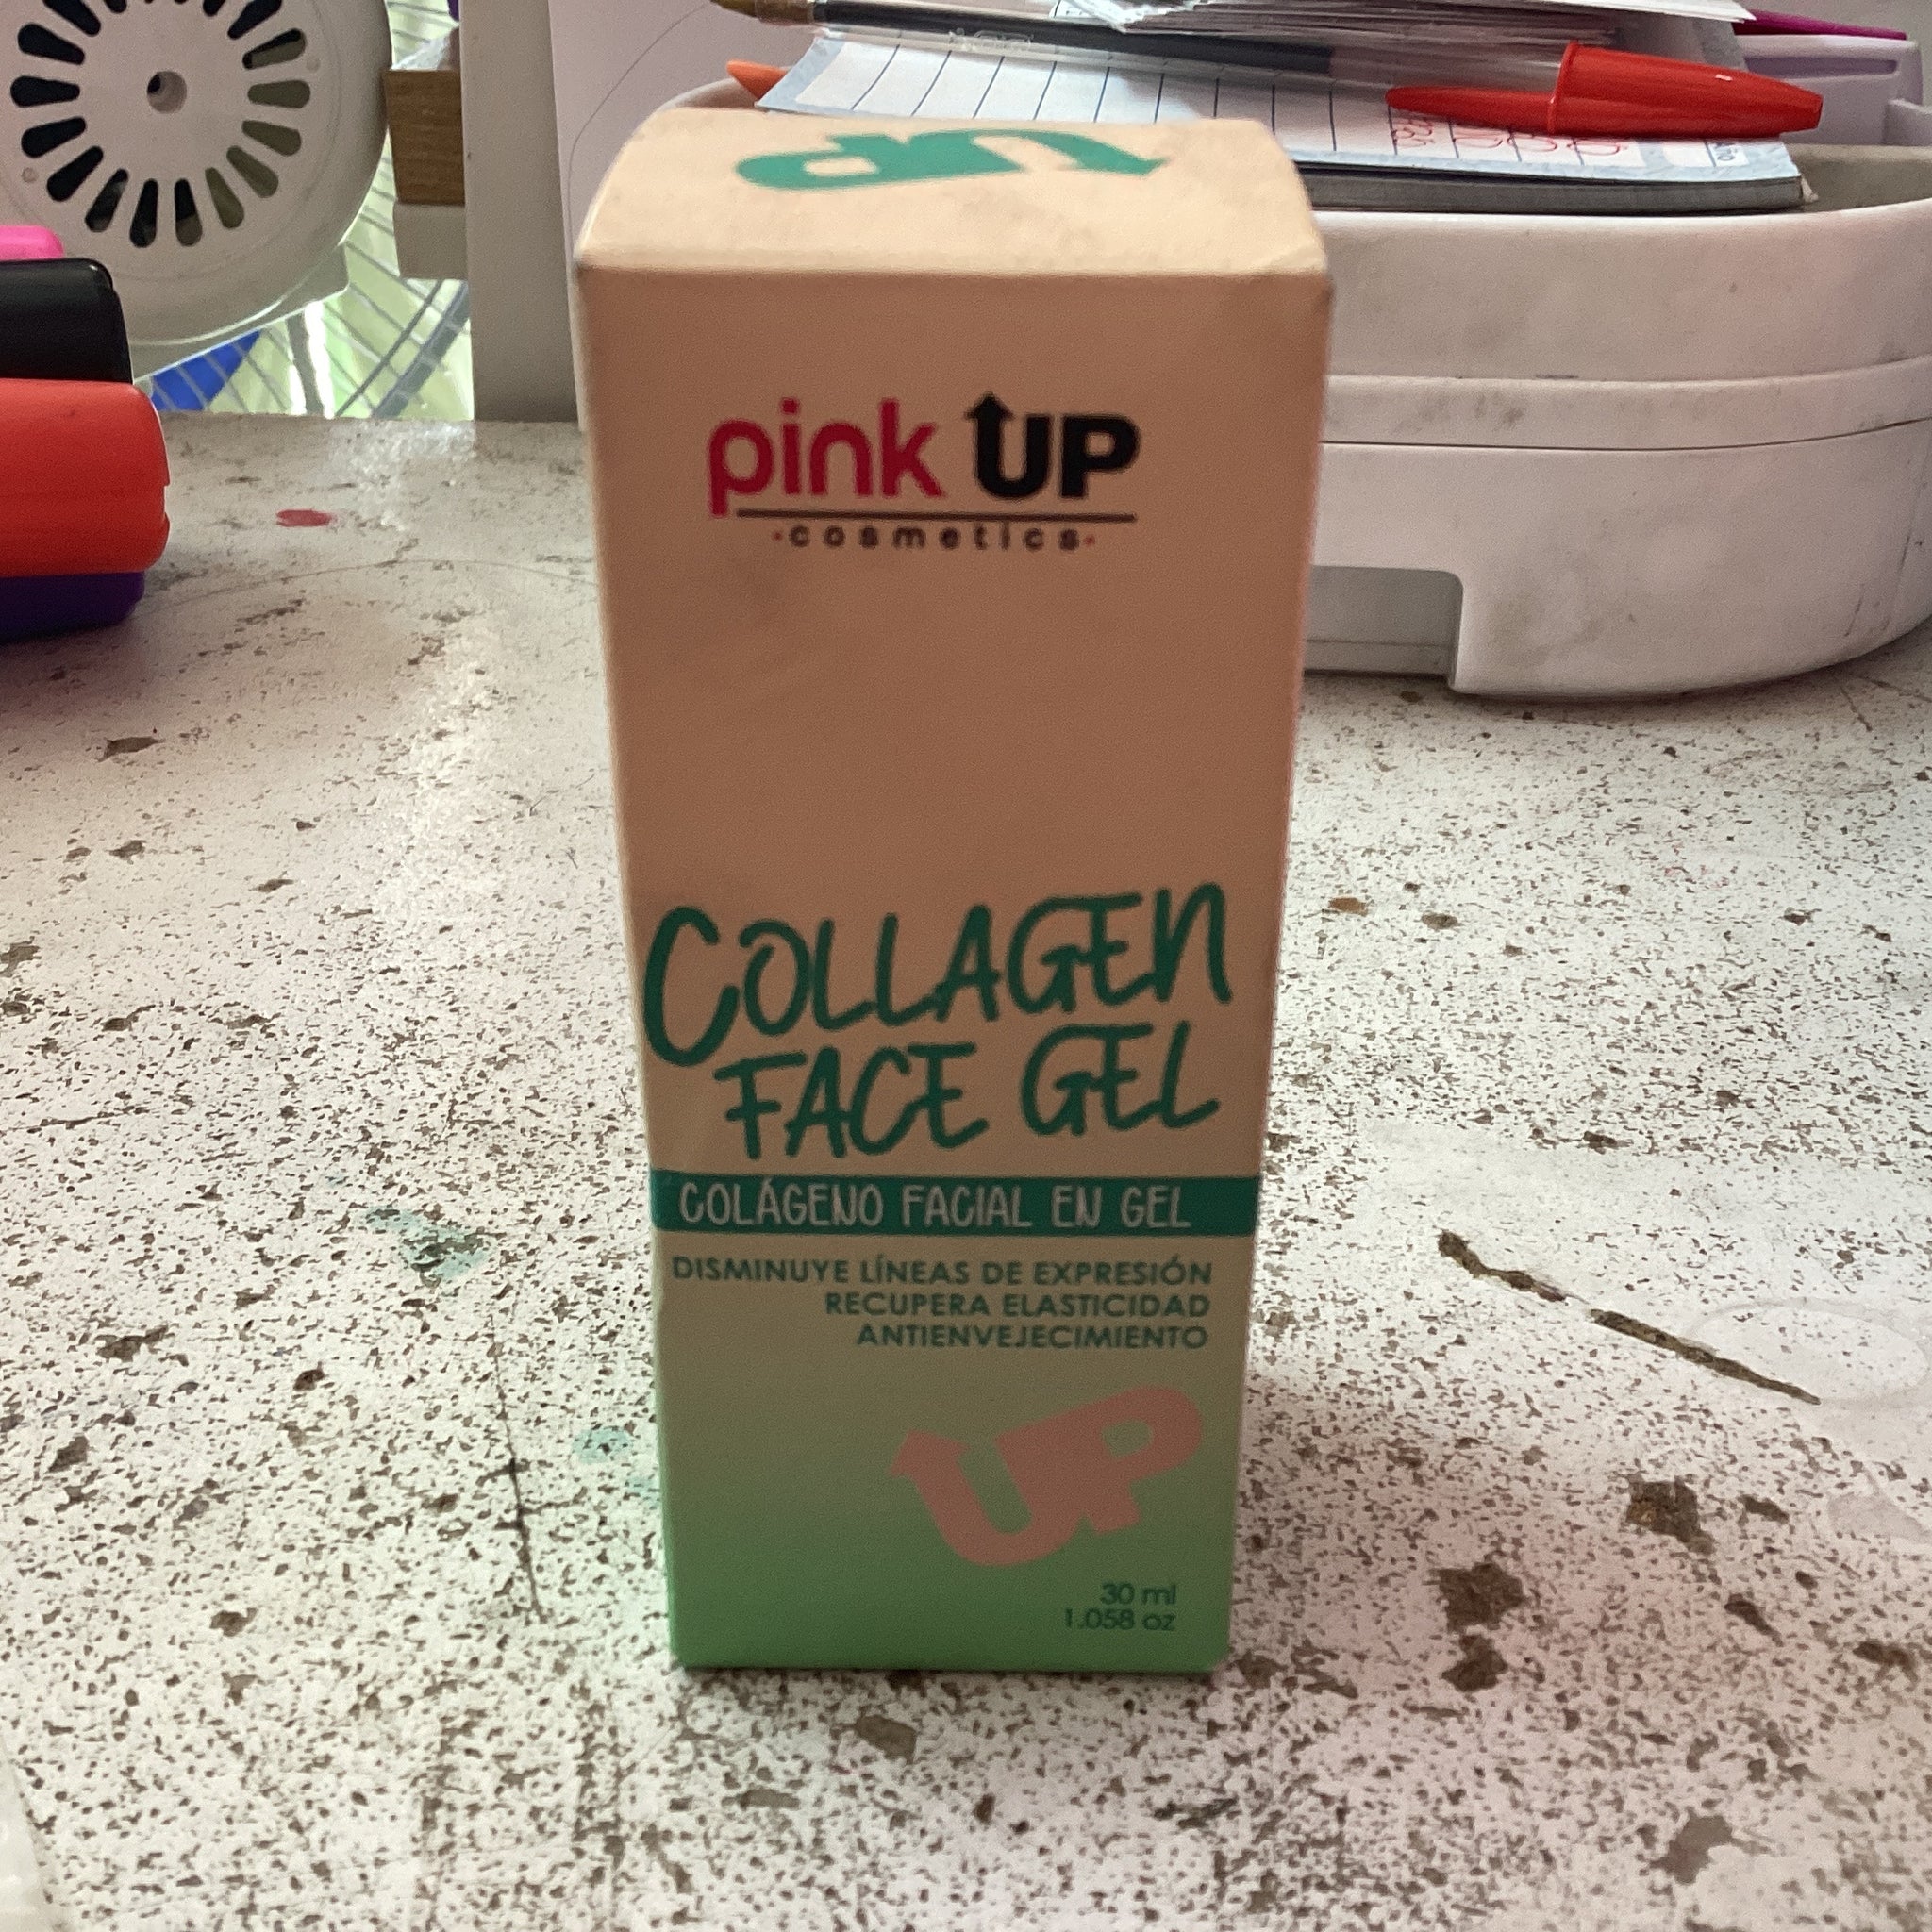 UP
pink UP
·cosmetics·
COLLAGEN
FACE GEL
COLÁGENO FACIAL EN GEL
DISMINUYE LÍNEAS DE EXPRESIÓN
RECUPERA ELASTICIDAD
ANTIENVEJECIMIENTO
UP
30 ml
1.058 oz